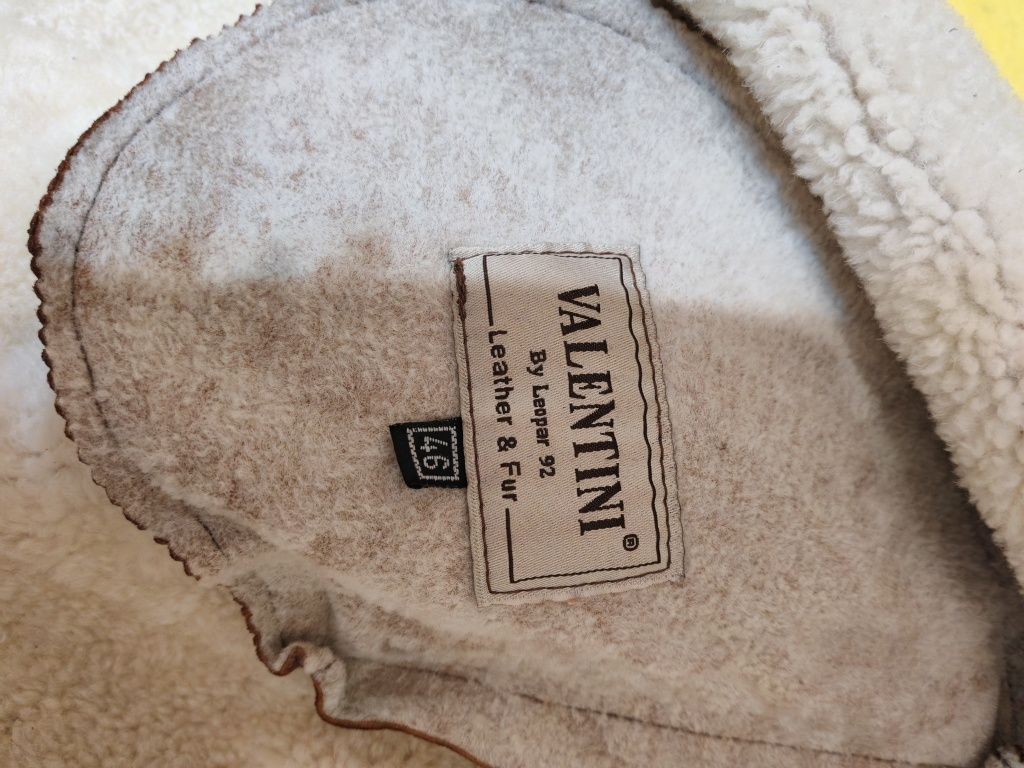 VALENTINI ®
By Leopar 92
Leather & Fur
46